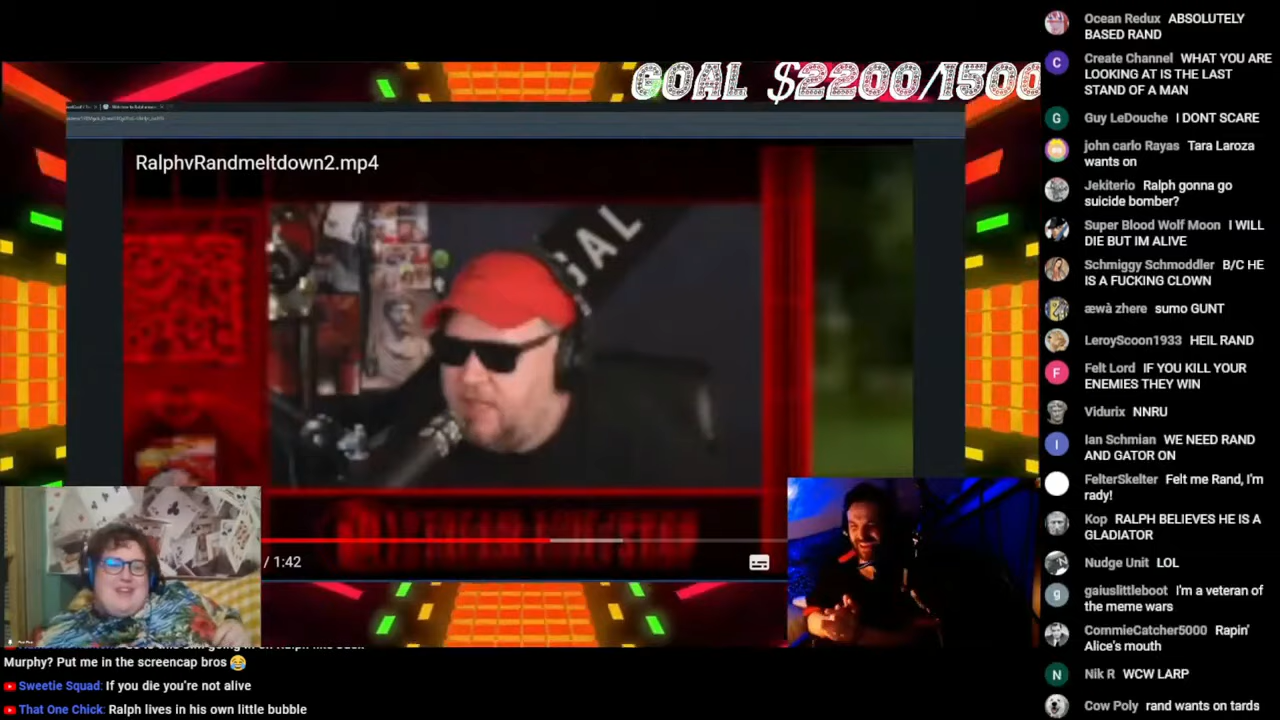 GOAL $2200/1500
RalphvRandmeltdown2.mp4
GAL
/ 1:42
Murphy? Put me in the screencap bros 😂
Sweetie Squad: If you die you're not alive
That One Chick: Ralph lives in his own little bubble
Ocean Redux ABSOLUTELY
BASED RAND
C
Create Channel WHAT YOU ARE
LOOKING AT IS THE LAST
STAND OF A MAN
G
Guy LeDouche I DONT SCARE
john carlo Rayas Tara Laroza
wants on
Jekiterio Ralph gonna go
suicide bomber?
Super Blood Wolf Moon I WILL
DIE BUT IM ALIVE
Schmiggy Schmoddler B/C HE
IS A FUCKING CLOWN
æwà zhere sumo GUNT
LeroyScoon1933 HEIL RAND
F
Felt Lord IF YOU KILL YOUR
ENEMIES THEY WIN
Vidurix NNRU
I
Ian Schmian WE NEED RAND
AND GATOR ON
FelterSkelter Felt me Rand, I'm
rady!
Kop RALPH BELIEVES HE IS A
GLADIATOR
Nudge Unit LOL
g
gaiuslittleboot I'm a veteran of
the meme wars
CommieCatcher5000 Rapin'
Alice's mouth
N
Nik R WCW LARP
Cow Poly rand wants on tards